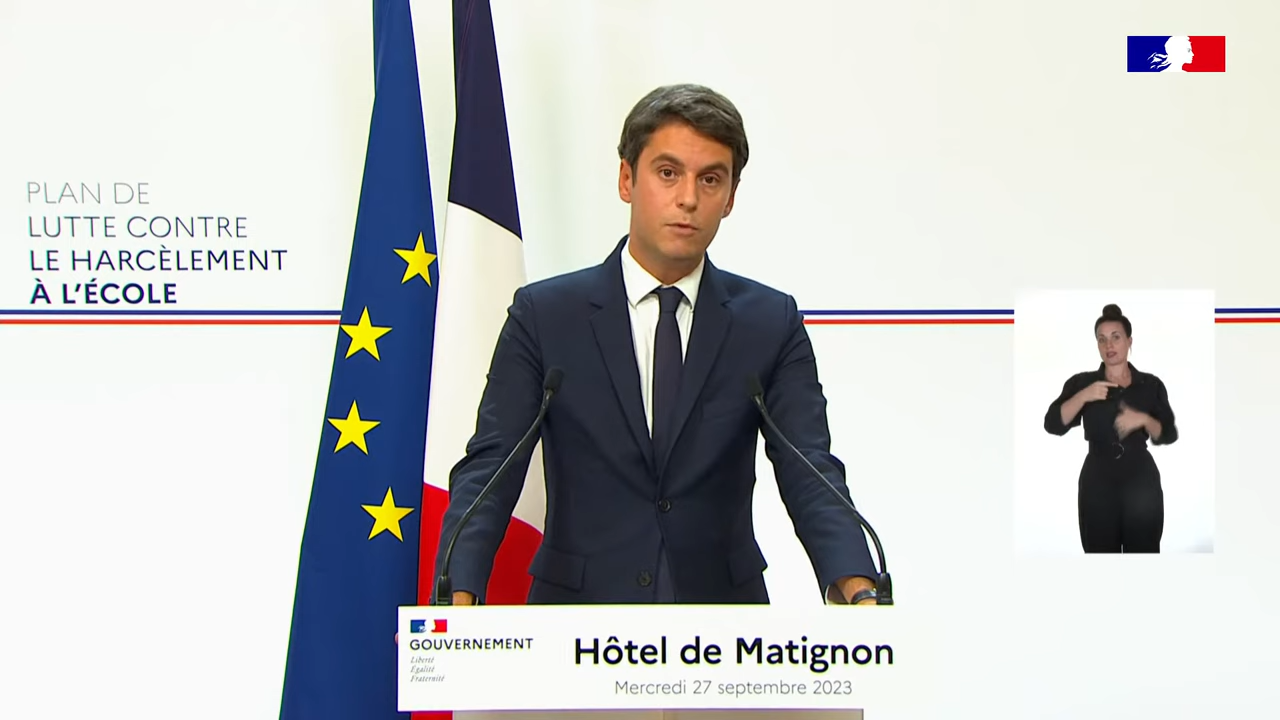 PLAN DE
LUTTE CONTRE
LE HARCÈLEMENT
À L'ÉCOLE
GOUVERNEMENT
Liberté
Égalité
Fraternité
Hôtel de Matignon
Mercredi 27 septembre 2023